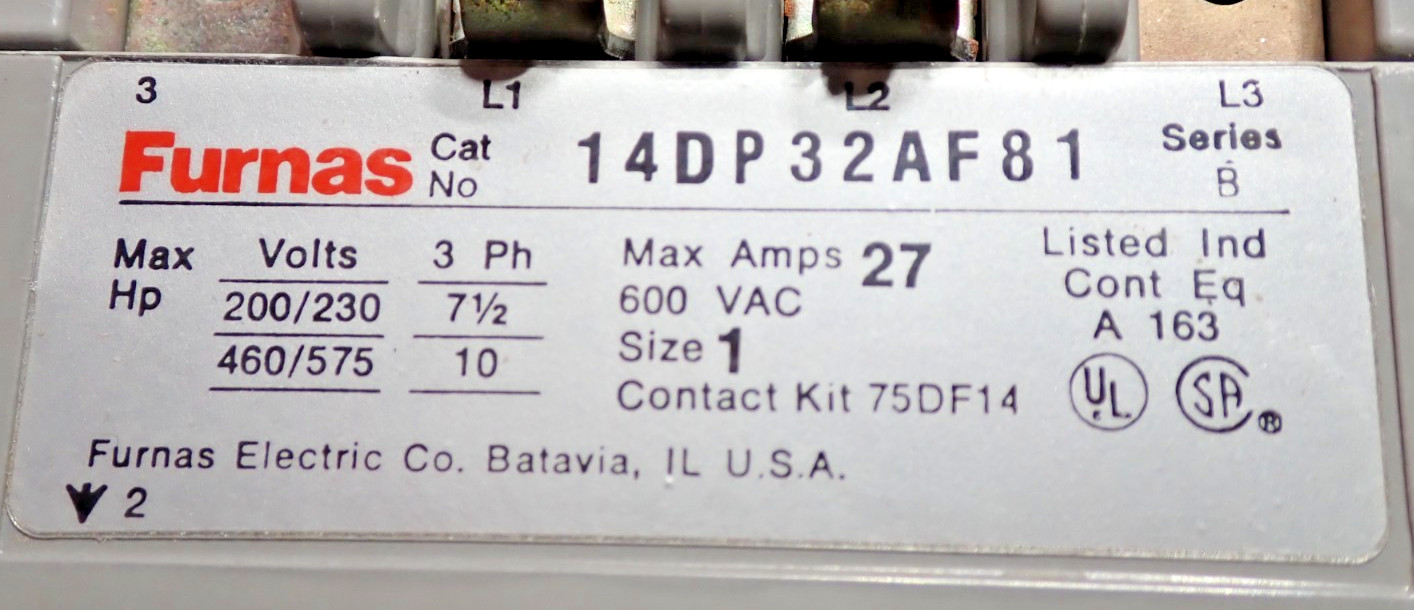 3 L1 L2 L3
Furnas Cat No 14DP32AF81 Series B
Max Hp Volts 3 Ph
200/230 7½
460/575 10
Max Amps 27
600 VAC
Size 1
Contact Kit 75DF14
Listed Ind
Cont Eq
A 163
UL SA ®
Furnas Electric Co. Batavia, IL U.S.A.
2